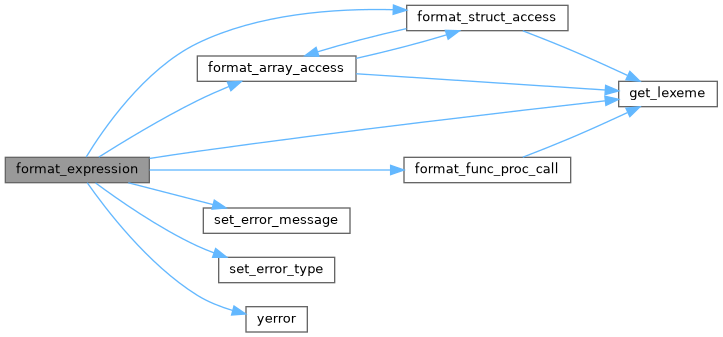 format_struct_access
format_array_access
get_lexeme
format_expression
format_func_proc_call
set_error_message
set_error_type
yerror